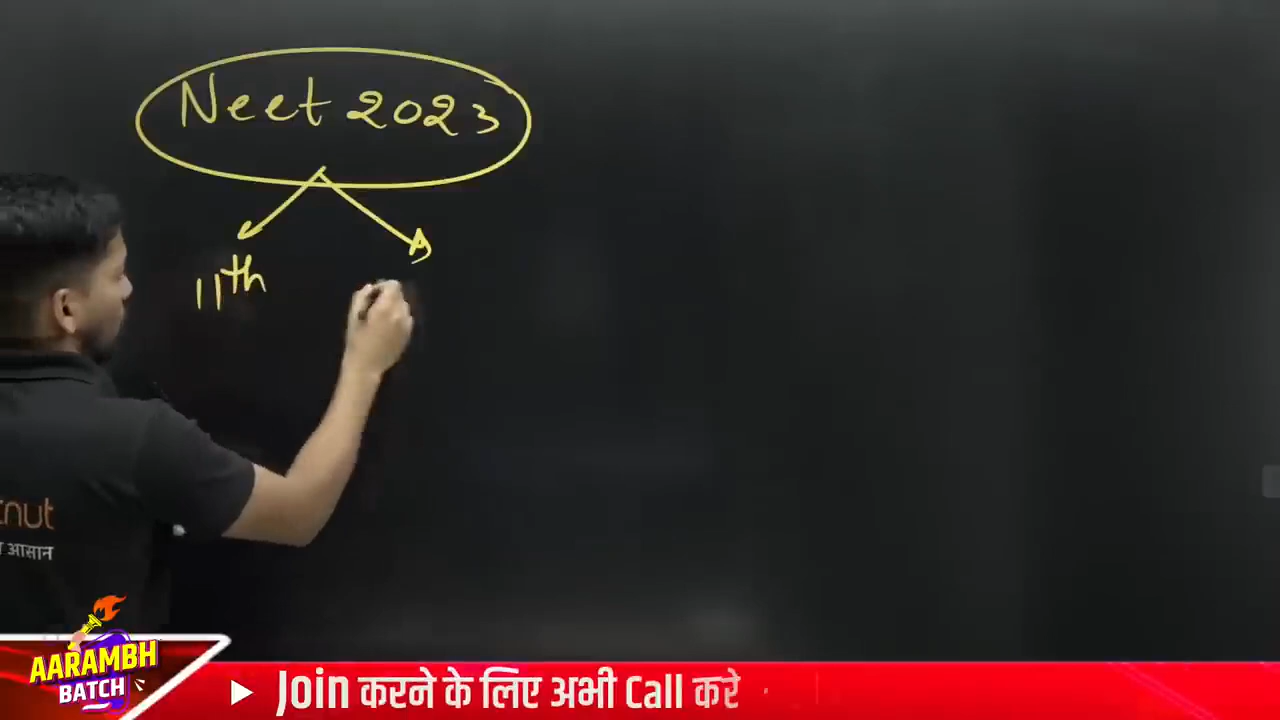 Neet 2023
11th
tnut
आसान
AARAMBH
BATCH
Join करने के लिए अभी Call करे